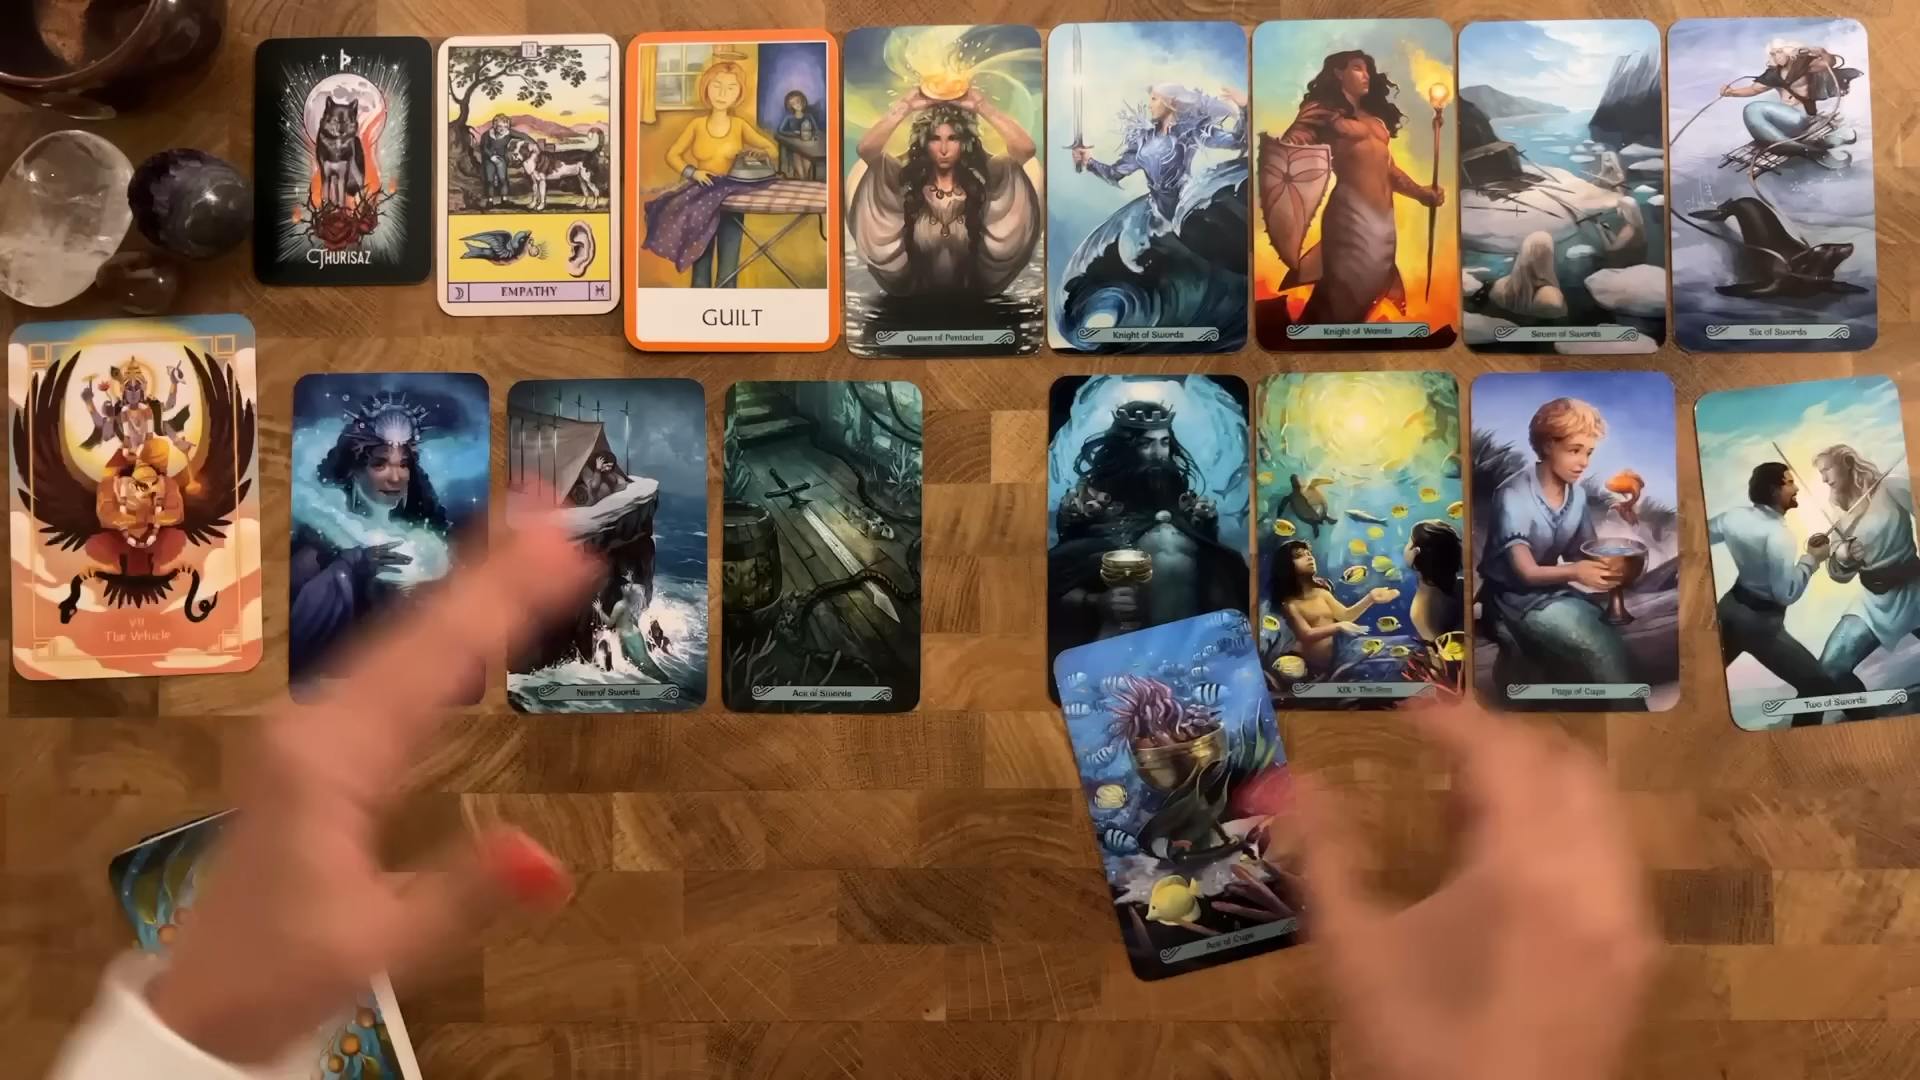 THURISAZ
12
EMPATHY
GUILT
Queen of Pentacles
Knight of Swords
Knight of Wands
Seven of Swords
Six of Swords
VII
The Vehicle
Nine of Swords
Ace of Swords
XIX • The Sun
Page of Cups
Two of Swords
Ace of Cups